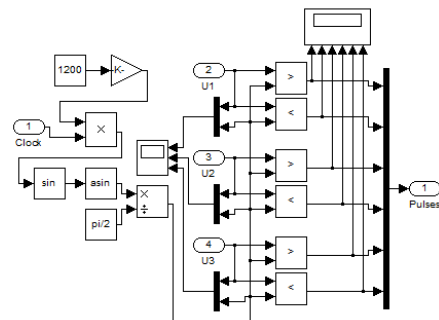 1200
K-
1
Clock
×
sin
asin
pi/2
×
÷
2
U1
>
<
3
U2
>
<
4
U3
>
<
1
Pulses